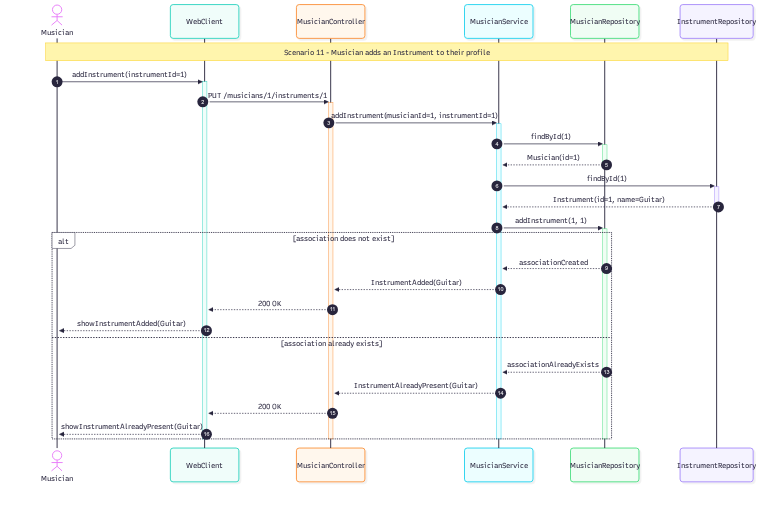 Musician
WebClient
MusicianController
MusicianService
MusicianRepository
InstrumentRepository
Scenario 11 - Musician adds an Instrument to their profile
1
addInstrument(instrumentId=1)
2
PUT /musicians/1/instruments/1
3
addInstrument(musicianId=1, instrumentId=1)
4
findById(1)
5
Musician(id=1)
6
findById(1)
7
Instrument(id=1, name=Guitar)
8
addInstrument(1, 1)
alt
[association does not exist]
9
associationCreated
10
InstrumentAdded(Guitar)
11
200 OK
12
showInstrumentAdded(Guitar)
[association already exists]
13
associationAlreadyExists
14
InstrumentAlreadyPresent(Guitar)
15
200 OK
16
showInstrumentAlreadyPresent(Guitar)
Musician
WebClient
MusicianController
MusicianService
MusicianRepository
InstrumentRepository